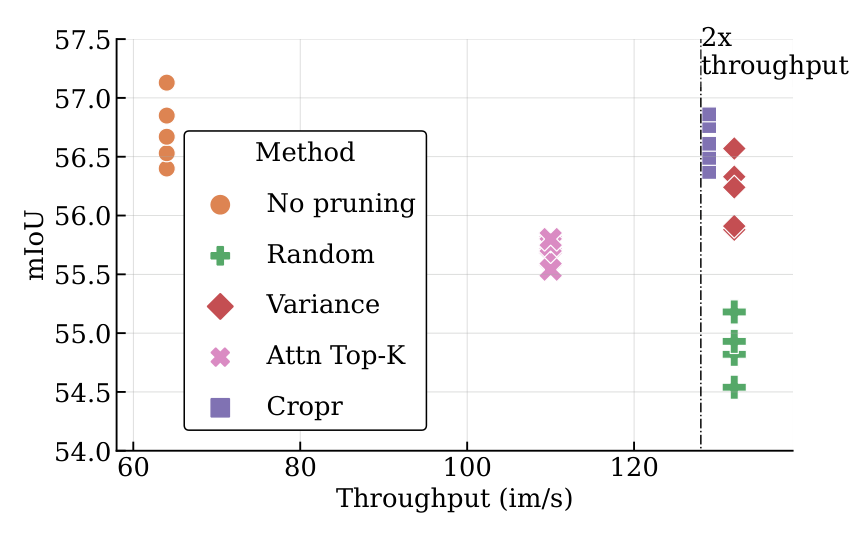 2x
throughput
57.5
57.0
56.5
56.0
55.5
55.0
54.5
54.0
mIoU
Method
No pruning
Random
Variance
Attn Top-K
Cropr
60 80 100 120
Throughput (im/s)